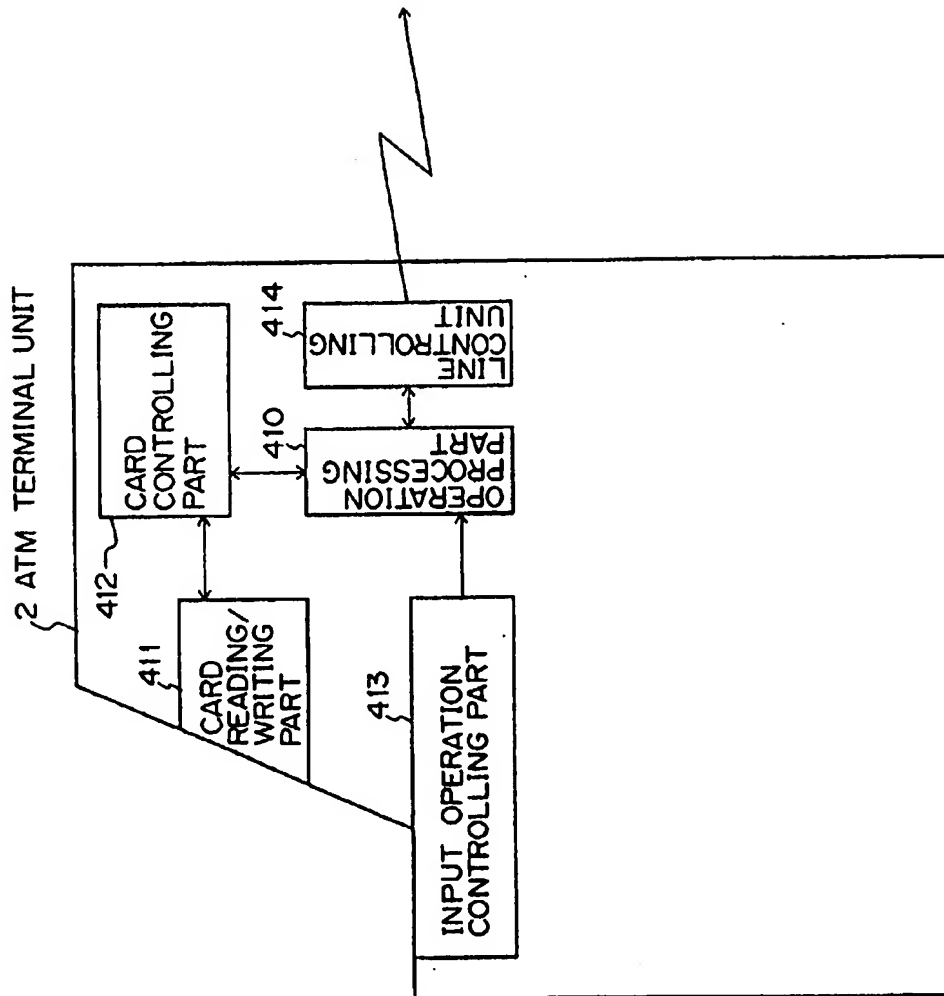 2 ATM TERMINAL UNIT
412
CARD
CONTROLLING
PART
411
CARD
READING/
WRITING
PART
414
LINE
CONTROLLING
UNIT
410
OPERATION
PROCESSING
PART
413
INPUT OPERATION
CONTROLLING PART